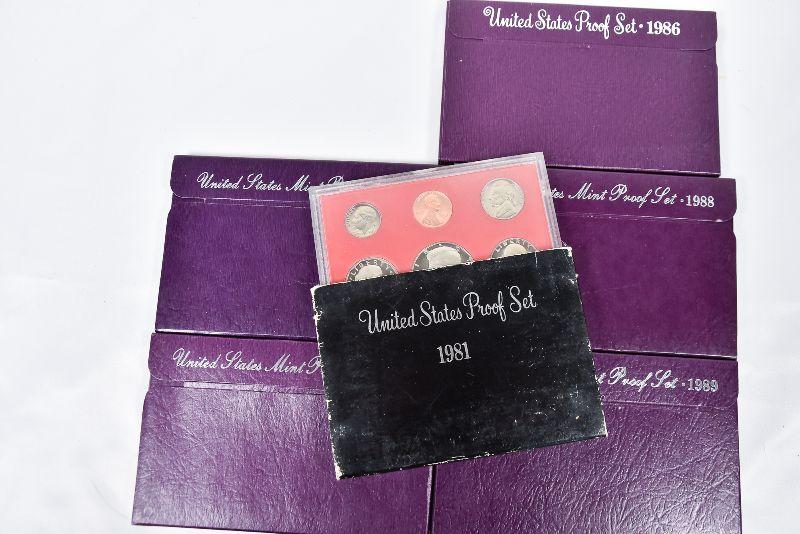 United States Proof Set • 1986
United States Mint
Mint Proof Set • 1988
LIBERTY
LIBERTY
United States Proof Set
1981
United States Mint
Proof Set • 1989